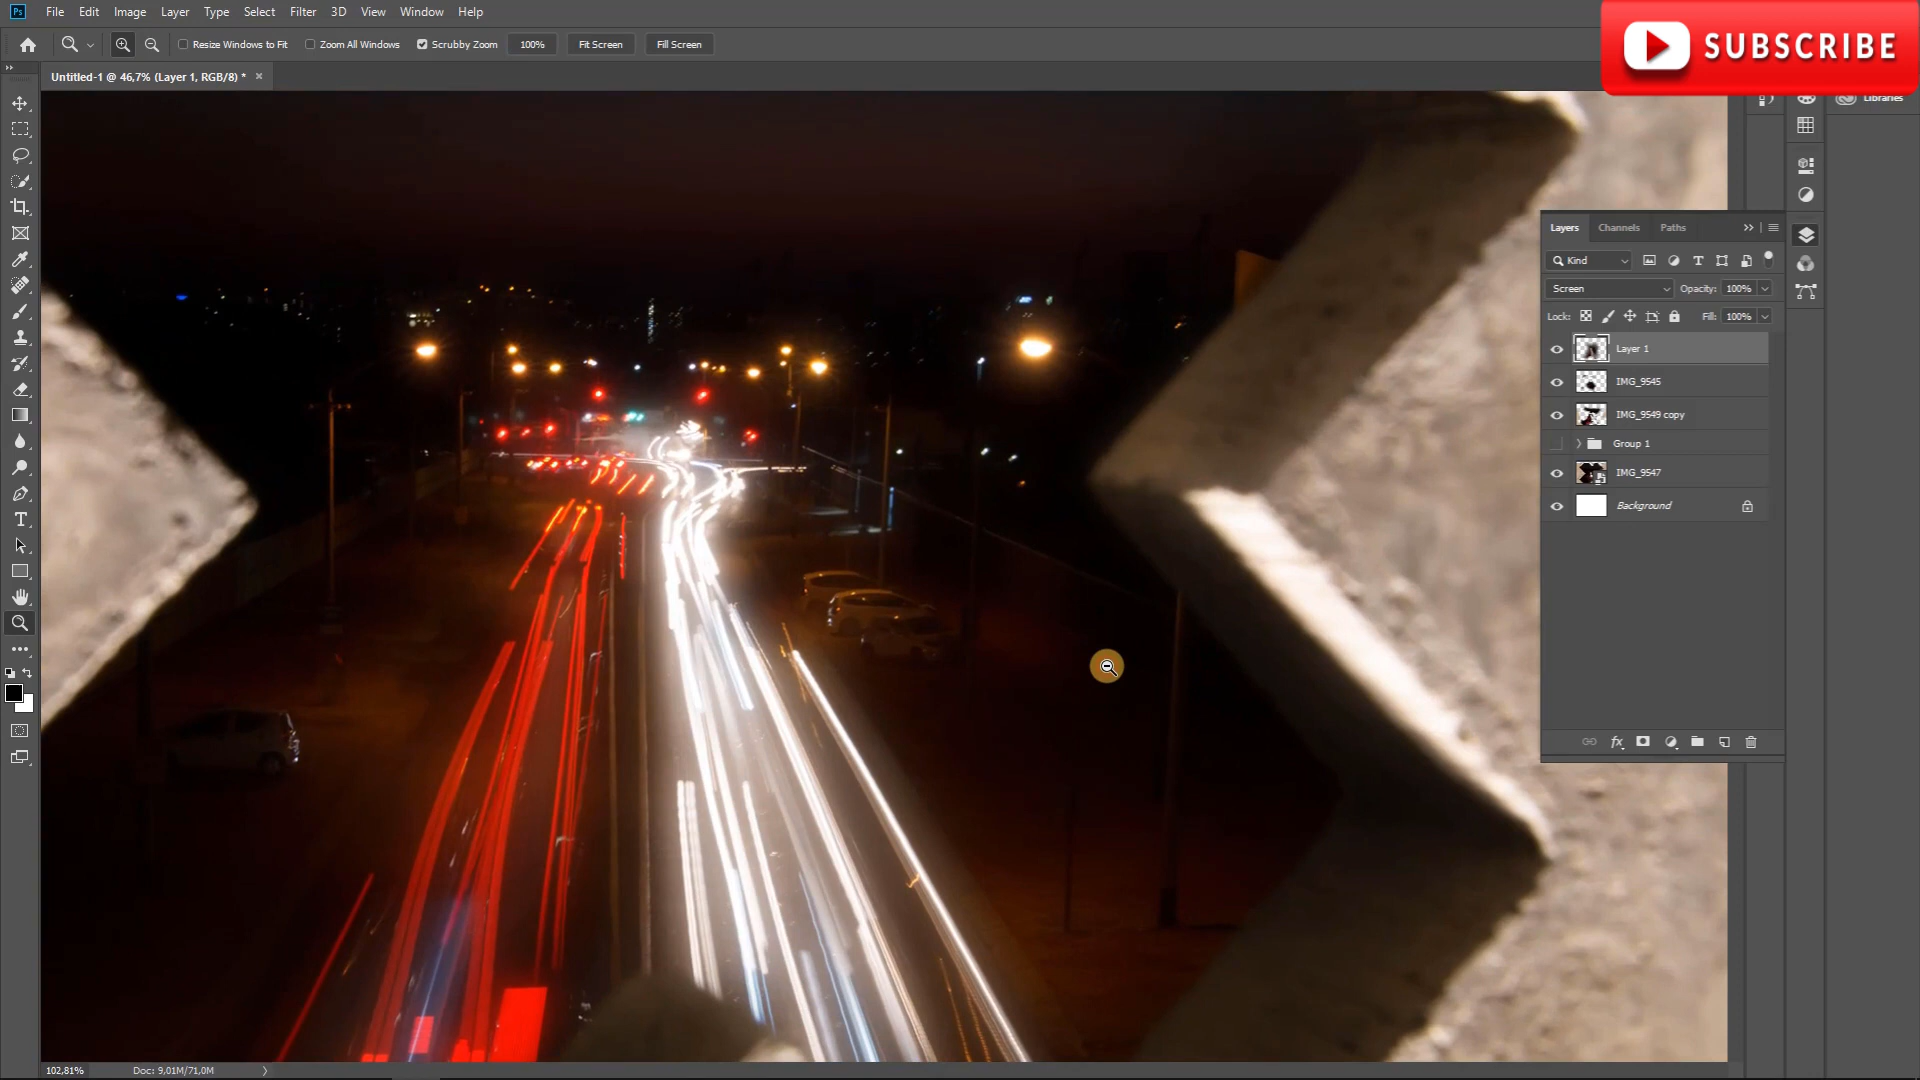 Ps File Edit Image Layer Type Select Filter 3D View Window Help
Resize Windows to Fit Zoom All Windows Scrubby Zoom 100% Fit Screen Fill Screen
SUBSCRIBE
Untitled-1 @ 46,7% (Layer 1, RGB/8) * ×
Libraries
Layers Channels Paths
Kind
Screen Opacity: 100%
Lock: Fill: 100%
Layer 1
IMG_9545
IMG_9549 copy
Group 1
IMG_9547
Background
102,81% Doc: 9,01M/71,0M